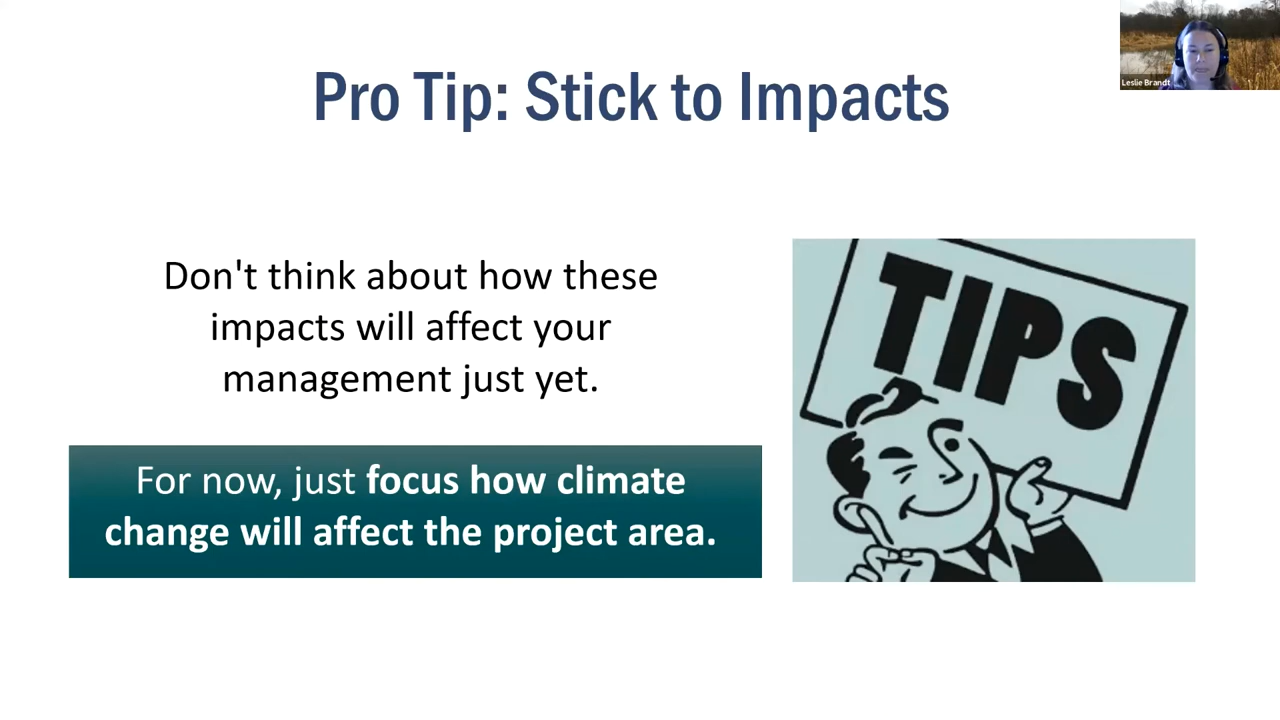 Leslie Brandt
Pro Tip: Stick to Impacts
Don't think about how these
impacts will affect your
management just yet.
For now, just focus how climate
change will affect the project area.
TIPS